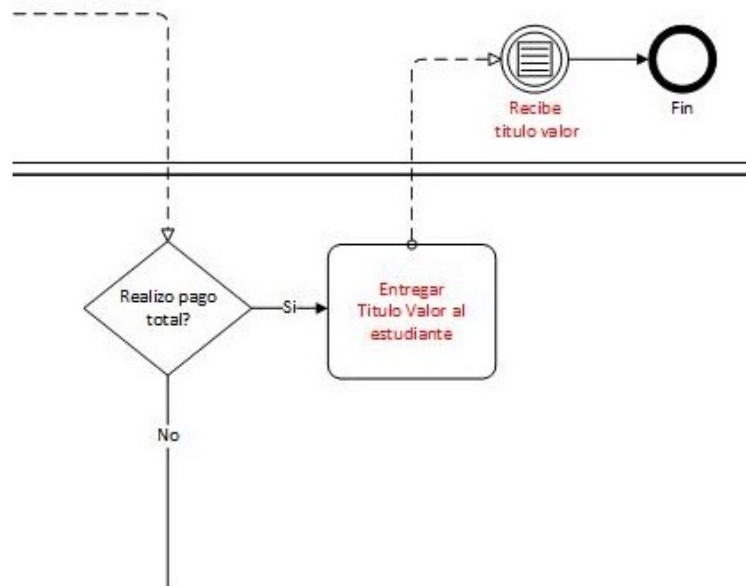 Recibe
titulo valor
Fin
Realizo pago
total?
Si
Entregar
Titulo Valor al
estudiante
No